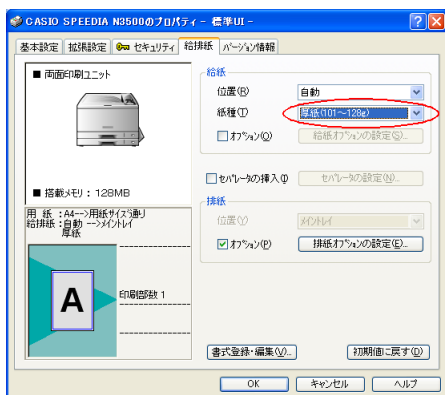 CASIO SPEEDIA N3500のプロパティ - 標準UI -
基本設定
拡張設定
セキュリティ
給排紙
バージョン情報
■ 両面印刷ユニット
■ 搭載メモリ： 128MB
用 紙 ：A4-->用紙サイズ通り
給排紙：自動 -->メイントレイ
厚紙
A
印刷部数 1
給紙
位置(R)
自動
紙種(T)
厚紙(101～128g)
オプション(O)
給紙オプションの設定(S)...
セパレータの挿入(I)
セパレータの設定(N)...
排紙
位置(Y)
メイントレイ
オプション(P)
排紙オプションの設定(E)...
書式登録・編集(V)...
初期値に戻す(D)
OK
キャンセル
ヘルプ